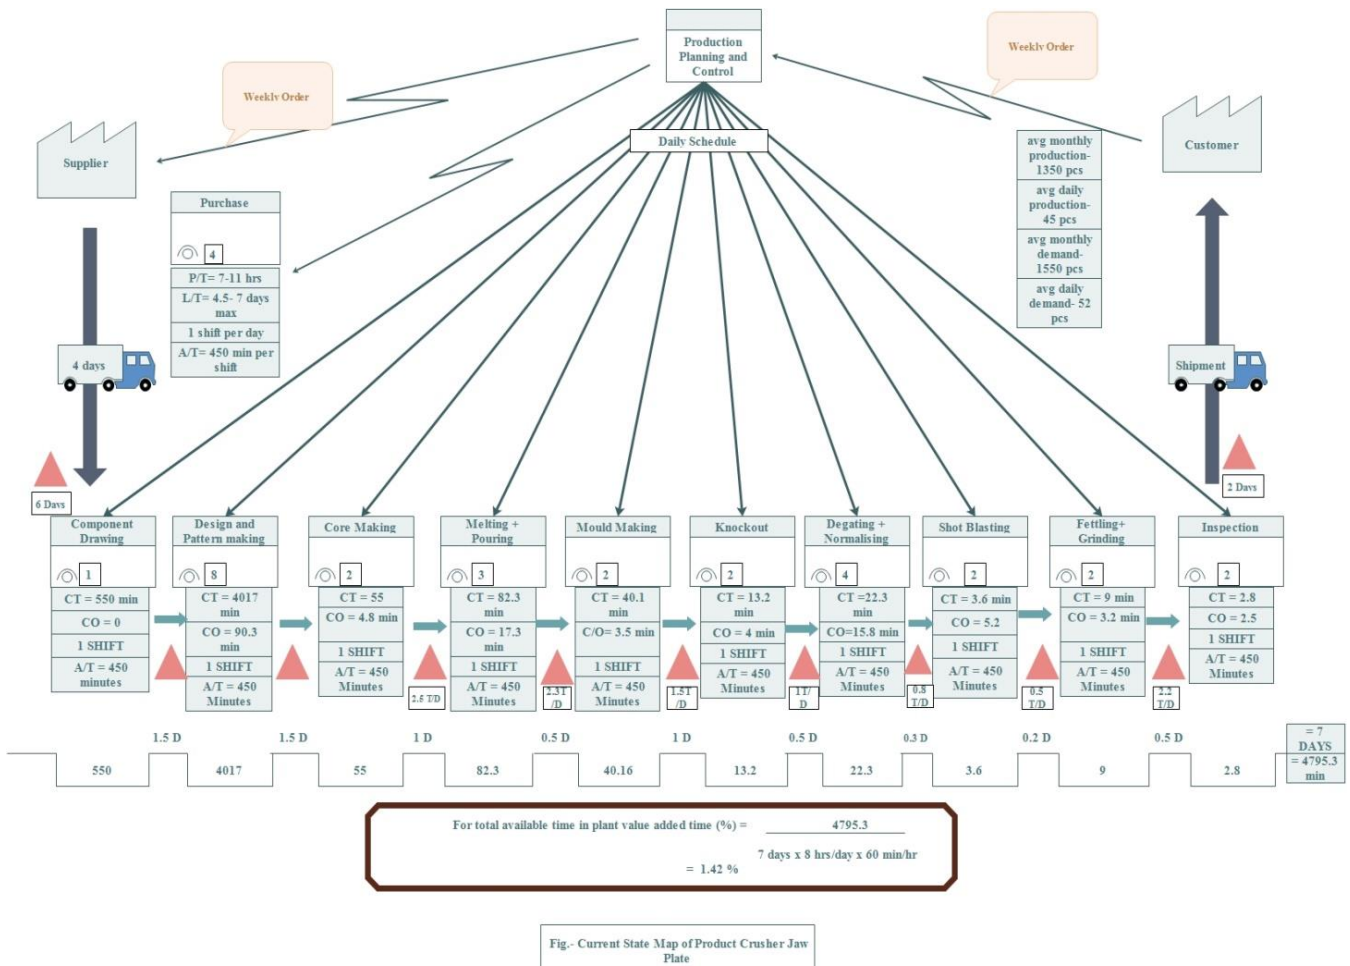 Production
Planning and
Control
Weekly Order
Weekly Order
Daily Schedule
Supplier
Customer
avg monthly
production-
1350 pcs
avg daily
production-
45 pcs
avg monthly
demand-
1550 pcs
avg daily
demand- 52
pcs
Purchase
4
P/T= 7-11 hrs
L/T= 4.5- 7 days
max
1 shift per day
A/T= 450 min per
shift
4 days
Shipment
6 Days
2 Days
Component
Drawing
1
CT = 550 min
CO = 0
1 SHIFT
A/T = 450
minutes
Design and
Pattern making
8
CT = 4017
min
CO =
90.3
min
1 SHIFT
A/T = 450
Minutes
Core Making
2
CT = 55
CO = 4.8 min
1 SHIFT
A/T = 450
Minutes
2.5 T/D
Melting +
Pouring
3
CT = 82.3
min
CO = 17.3
min
1 SHIFT
A/T = 450
Minutes
2.3T
/D
Mould Making
2
CT = 40.1
min
C/O= 3.5 min
1 SHIFT
A/T = 450
Minutes
1.5T
/D
Knockout
2
CT = 13.2
min
CO = 4 min
1 SHIFT
A/T = 450
Minutes
1T/
D
Degating +
Normalising
4
CT =22.3
min
CO=15.8 min
1 SHIFT
A/T = 450
Minutes
0.8
T/D
Shot Blasting
2
CT = 3.6 min
CO = 5.2
1 SHIFT
A/T = 450
Minutes
0.5
T/D
Fettling+
Grinding
2
CT = 9 min
CO = 3.2 min
1 SHIFT
A/T = 450
Minutes
2.2
T/D
Inspection
2
CT = 2.8
CO = 2.5
1 SHIFT
A/T = 450
Minutes
1.5 D 1.5 D 1 D 0.5 D 1 D 0.5 D 0.3 D 0.2 D 0.5 D
= 7
DAYS
550 4017 55 82.3 40.16 13.2 22.3 3.6 9 2.8
= 4795.3
min
For total available time in plant value added time (%) = 4795.3
7 days x 8 hrs/day x 60 min/hr
= 1.42 %
Fig.- Current State Map of Product Crusher Jaw
Plate